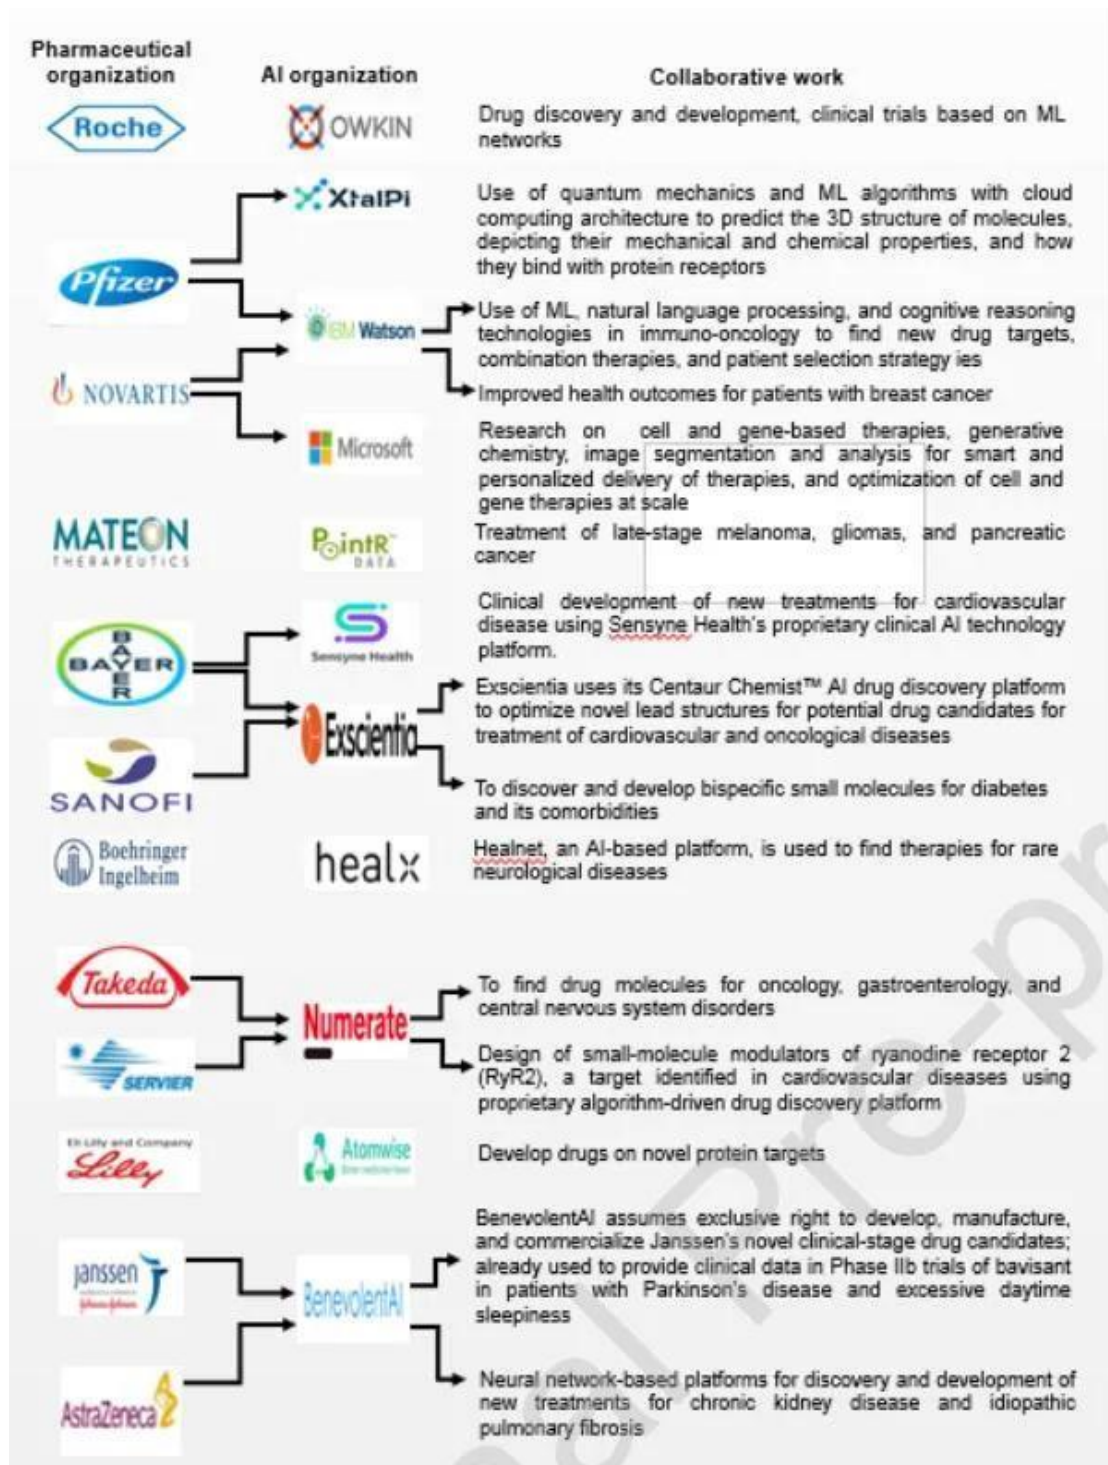 Pharmaceutical
organization
AI organization
Collaborative work
Roche
OWKIN
Drug discovery and development, clinical trials based on ML
networks
XtalPi
Use of quantum mechanics and ML algorithms with cloud
computing architecture to predict the 3D structure of molecules,
depicting their mechanical and chemical properties, and how
they bind with protein receptors
Pfizer
IBM Watson
Use of ML, natural language processing, and cognitive reasoning
technologies in immuno-oncology to find new drug targets,
combination therapies, and patient selection strategy ies
NOVARTIS
Improved health outcomes for patients with breast cancer
Microsoft
Research on cell and gene-based therapies, generative
chemistry, image segmentation and analysis for smart and
personalized delivery of therapies, and optimization of cell and
gene therapies at scale
MATEON
THERAPEUTICS
PointR™
DATA
Treatment of late-stage melanoma, gliomas, and pancreatic
cancer
BAYER
BAYER
Sensyne Health
Clinical development of new treatments for cardiovascular
disease using Sensyne Health's proprietary clinical AI technology
platform.
Exscientia
Exscientia uses its Centaur Chemist™ AI drug discovery platform
to optimize novel lead structures for potential drug candidates for
treatment of cardiovascular and oncological diseases
SANOFI
To discover and develop bispecific small molecules for diabetes
and its comorbidities
Boehringer
Ingelheim
healx
Healnet, an AI-based platform, is used to find therapies for rare
neurological diseases
Takeda
Numerate
To find drug molecules for oncology, gastroenterology, and
central nervous system disorders
SERVIER
Design of small-molecule modulators of ryanodine receptor 2
(RyR2), a target identified in cardiovascular diseases using
proprietary algorithm-driven drug discovery platform
Eli Lilly and Company
Lilly
Atomwise
Develop drugs on novel protein targets
janssen
BenevolentAI
BenevolentAI assumes exclusive right to develop, manufacture,
and commercialize Janssen's novel clinical-stage drug candidates;
already used to provide clinical data in Phase IIb trials of bavisant
in patients with Parkinson's disease and excessive daytime
sleepiness
AstraZeneca
Neural network-based platforms for discovery and development of
new treatments for chronic kidney disease and idiopathic
pulmonary fibrosis
nal Pre-pr